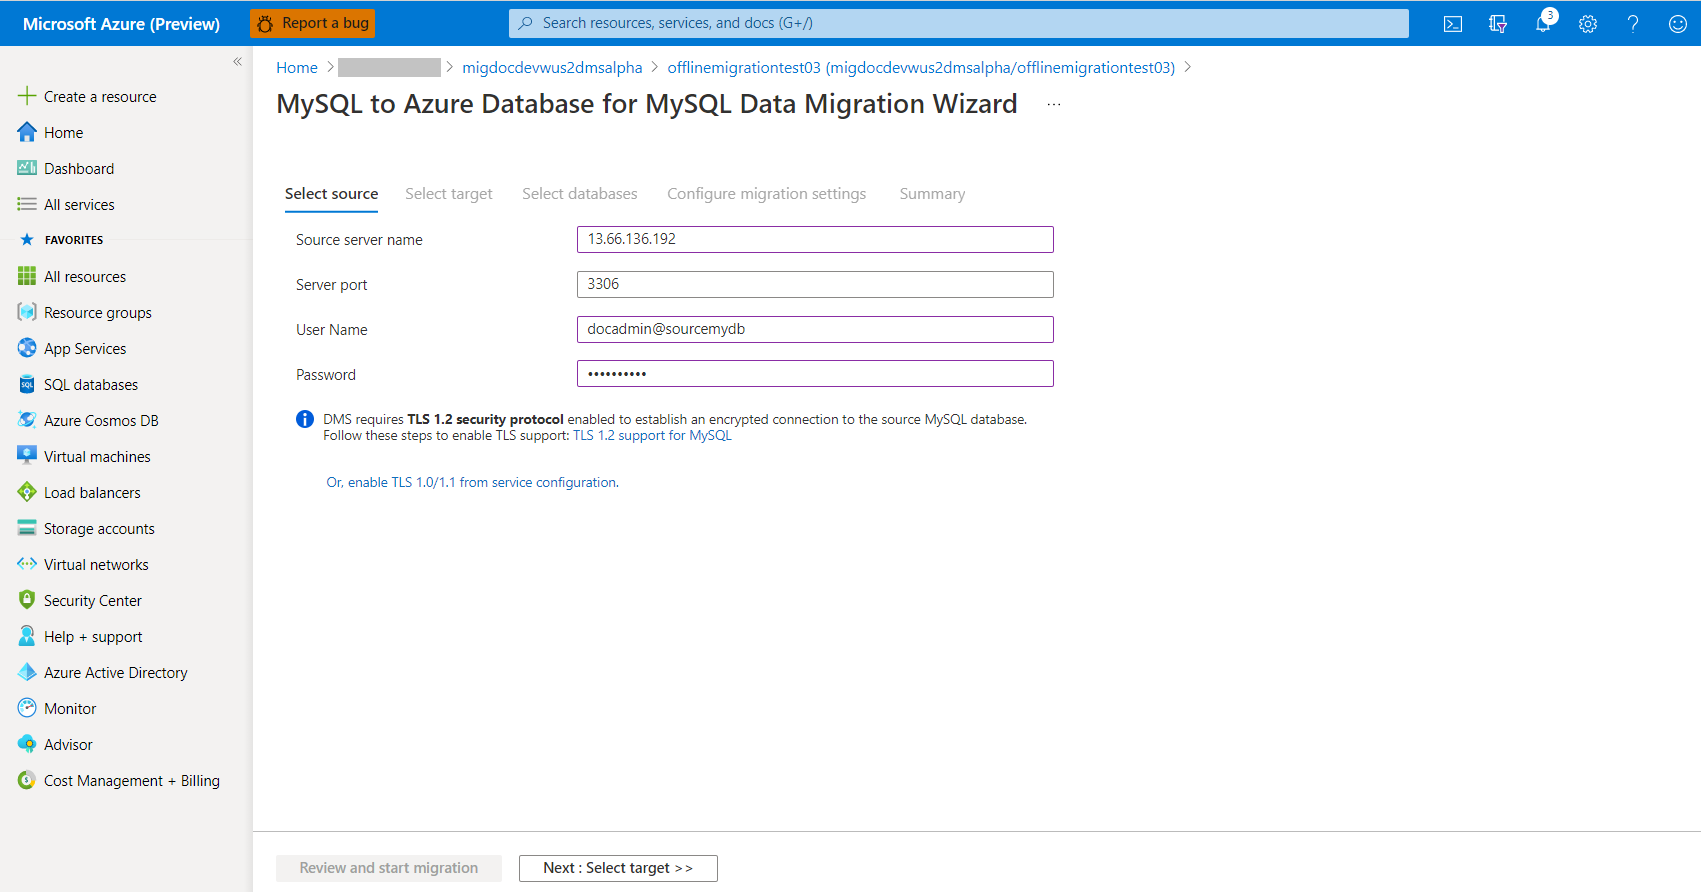 Microsoft Azure (Preview)
Report a bug
Search resources, services, and docs (G+/)
3
Home > migdocdevwus2dmsalpha > offlinemigrationtest03 (migdocdevwus2dmsalpha/offlinemigrationtest03) >
MySQL to Azure Database for MySQL Data Migration Wizard ...
Create a resource
Home
Dashboard
All services
FAVORITES
All resources
Resource groups
App Services
SQL databases
Azure Cosmos DB
Virtual machines
Load balancers
Storage accounts
Virtual networks
Security Center
Help + support
Azure Active Directory
Monitor
Advisor
Cost Management + Billing
Select source Select target Select databases Configure migration settings Summary
Source server name 13.66.136.192
Server port 3306
User Name docadmin@sourcemydb
Password ••••••••••
DMS requires TLS 1.2 security protocol enabled to establish an encrypted connection to the source MySQL database.
Follow these steps to enable TLS support: TLS 1.2 support for MySQL
Or, enable TLS 1.0/1.1 from service configuration.
Review and start migration
Next : Select target >>